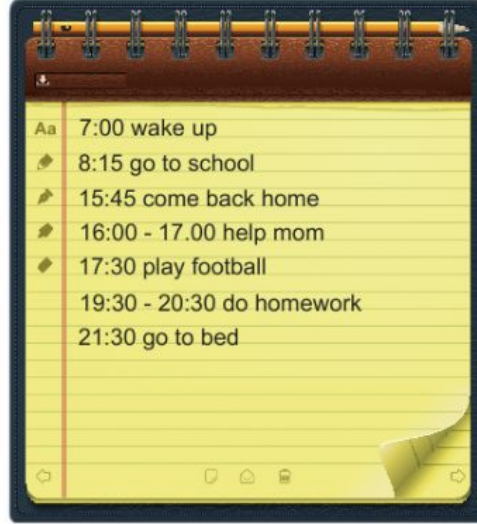 Aa
7:00 wake up
8:15 go to school
15:45 come back home
16:00 - 17.00 help mom
17:30 play football
19:30 - 20:30 do homework
21:30 go to bed